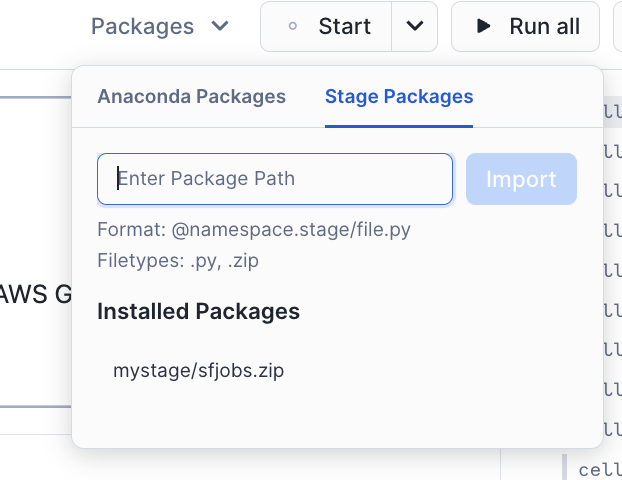 Packages
Start
Run all
Anaconda Packages
Stage Packages
Enter Package Path
Import
Format: @namespace.stage/file.py
Filetypes: .py, .zip
AWS G
Installed Packages
mystage/sfjobs.zip
cell